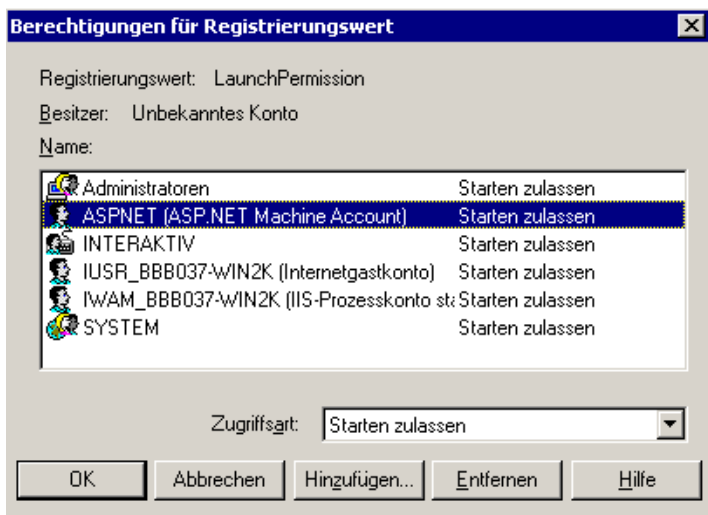 Berechtigungen für Registrierungswert
Registrierungswert: LaunchPermission
Besitzer: Unbekanntes Konto
Name:
Administratoren Starten zulassen
ASPNET (ASP.NET Machine Account) Starten zulassen
INTERAKTIV Starten zulassen
IUSR_BBB037-WIN2K (Internetgastkonto) Starten zulassen
IWAM_BBB037-WIN2K (IIS-Prozesskonto sta Starten zulassen
SYSTEM Starten zulassen
Zugriffsart: Starten zulassen
OK Abbrechen Hinzufügen... Entfernen Hilfe